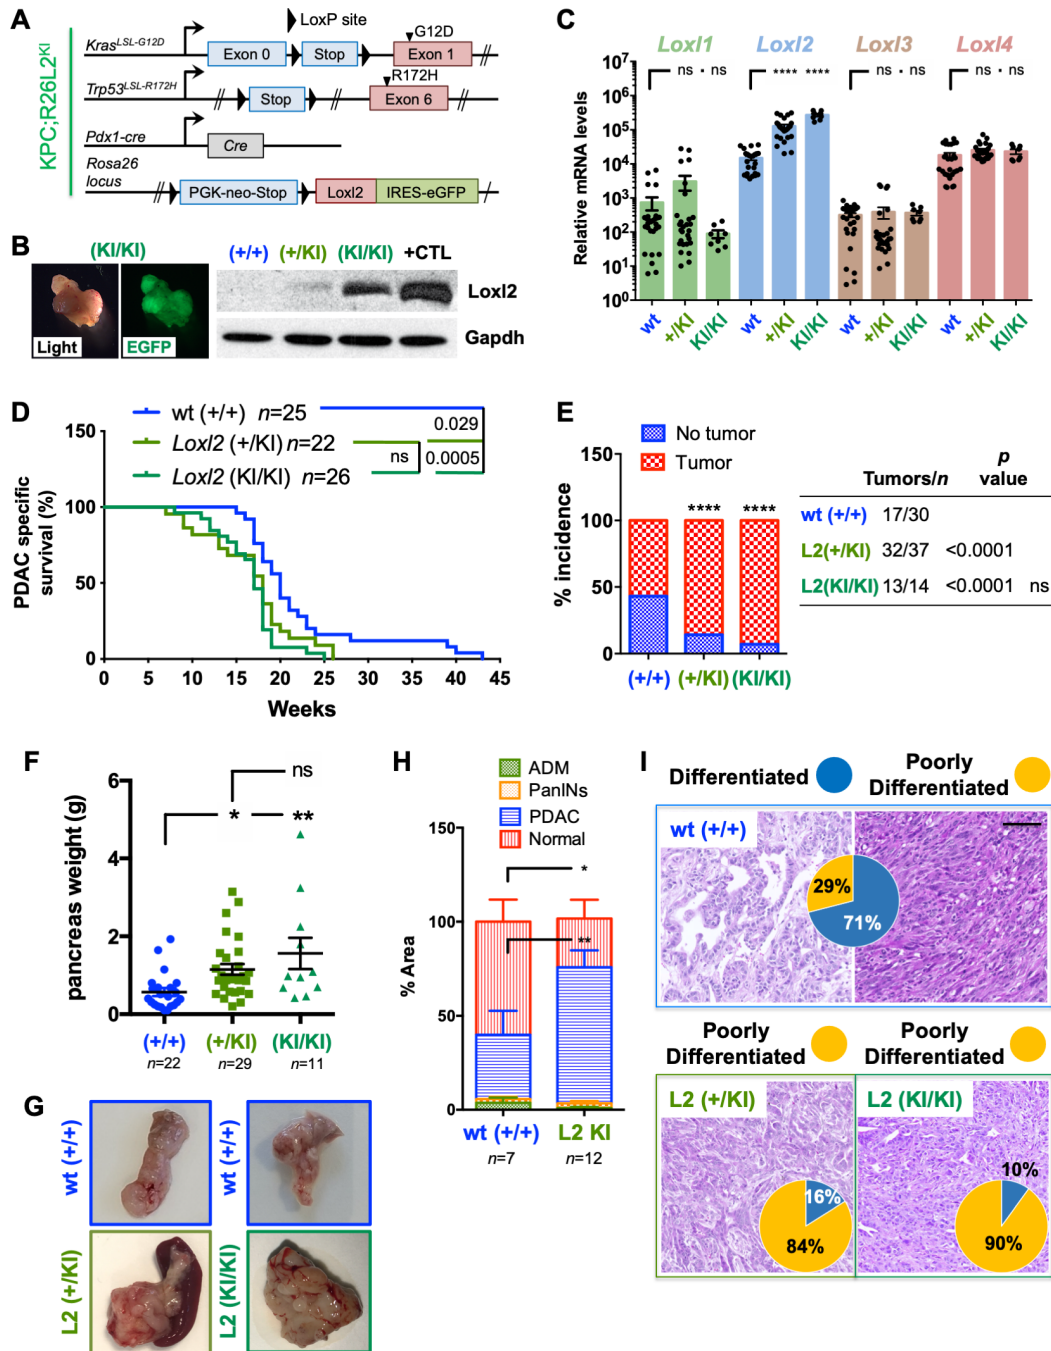 A
KPC;R26L2KI
LoxP site
KrasLSL-G12D
G12D
Exon 0
Stop
Exon 1
Trp53LSL-R172H
R172H
Stop
Exon 6
Pdx1-cre
Cre
Rosa26
locus
PGK-neo-Stop
Loxl2
IRES-eGFP
B
(KI/KI)
Light
EGFP
(+/+) (+/KI) (KI/KI) +CTL
Loxl2
Gapdh
C
Loxl1 Loxl2 Loxl3 Loxl4
ns ns **** **** ns ns ns ns
Relative mRNA levels
10⁷
10⁶
10⁵
10⁴
10³
10²
10¹
10⁰
wt +/KI KI/KI wt +/KI KI/KI wt +/KI KI/KI wt +/KI KI/KI
D
wt (+/+) n=25
Loxl2 (+/KI) n=22
Loxl2 (KI/KI) n=26
0.029
ns 0.0005
PDAC specific
survival (%)
150
100
50
0
0 5 10 15 20 25 30 35 40 45
Weeks
E
No tumor
Tumor
% incidence
150
100
50
0
**** ****
(+/+) (+/KI) (KI/KI)
Tumors/n p
value
wt (+/+) 17/30
L2(+/KI) 32/37 <0.0001
L2(KI/KI) 13/14 <0.0001 ns
F
pancreas weight (g)
6
4
2
0
ns
* **
(+/+) (+/KI) (KI/KI)
n=22 n=29 n=11
G
wt (+/+)
wt (+/+)
L2 (+/KI)
L2 (KI/KI)
H
ADM
PanINs
PDAC
Normal
% Area
150
100
50
0
*
**
wt (+/+) L2 KI
n=7 n=12
I
Differentiated
Poorly
Differentiated
wt (+/+)
29%
71%
Poorly
Differentiated
Poorly
Differentiated
L2 (+/KI)
16%
84%
L2 (KI/KI)
10%
90%